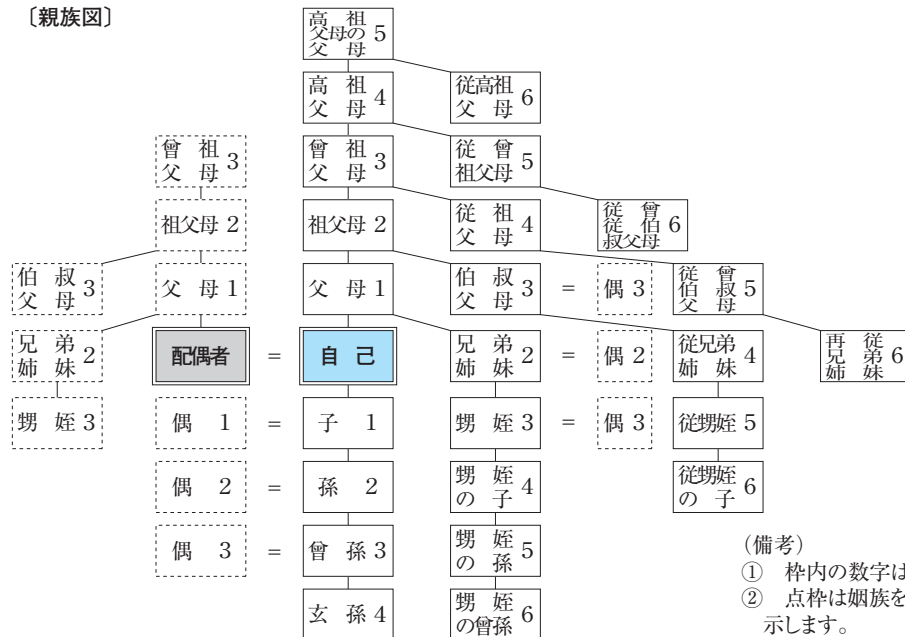 〔親族図〕
高祖父母の父母 5
高祖父母 4
従高祖父母 6
曾祖父母 3
曾祖父母 3
従曾祖父母 5
祖父母 2
祖父母 2
従祖父母 4
従曾従伯叔父母 6
伯叔父母 3
父母 1
父母 1
伯叔父母 3
=
偶 3
従曾伯叔父母 5
兄弟姉妹 2
配偶者
=
自己
兄弟姉妹 2
=
偶 2
従兄弟姉妹 4
再従兄弟姉妹 6
甥姪 3
偶 1
=
子 1
甥姪 3
=
偶 3
従甥姪 5
偶 2
=
孫 2
甥姪の子 4
従甥姪の子 6
偶 3
=
曾孫 3
甥姪の孫 5
玄孫 4
甥姪の曾孫 6
(備考)
① 枠内の数字は
② 点枠は姻族を
示します。